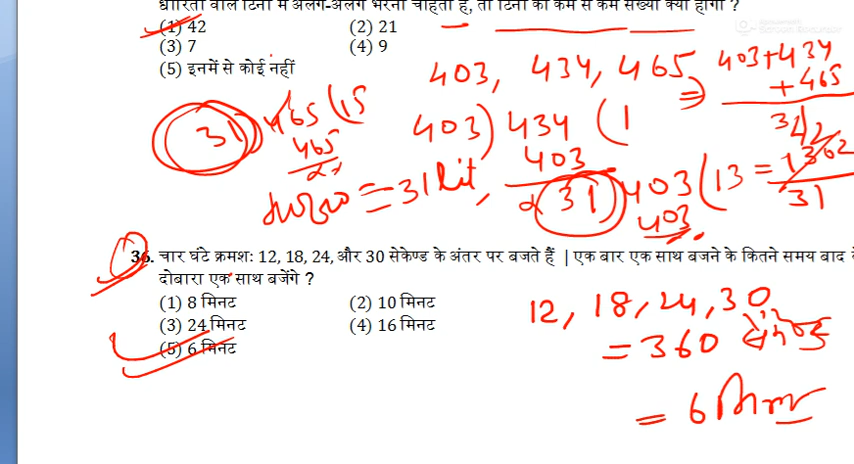 धारिता वाले टिनों में अलग-अलग भरना चाहता है, तो टिनों की कम से कम संख्या क्या होगी ?
(1) 42 (2) 21
(3) 7 (4) 9
(5) इनमें से कोई नहीं
403, 434, 465
403+434
+465
31 465 (15
465
403) 434 (1
403
31
403 (13 = 1302
403 31
= 31 lit,
36. चार घंटे क्रमश: 12, 18, 24, और 30 सेकेण्ड के अंतर पर बजते हैं | एक बार एक साथ बजने के कितने समय बाद
दोबारा एक साथ बजेंगे ?
(1) 8 मिनट (2) 10 मिनट
(3) 24 मिनट (4) 16 मिनट
(5) 6 मिनट
12, 18, 24, 30
= 360 सेकेण्ड
= 6 मिनट